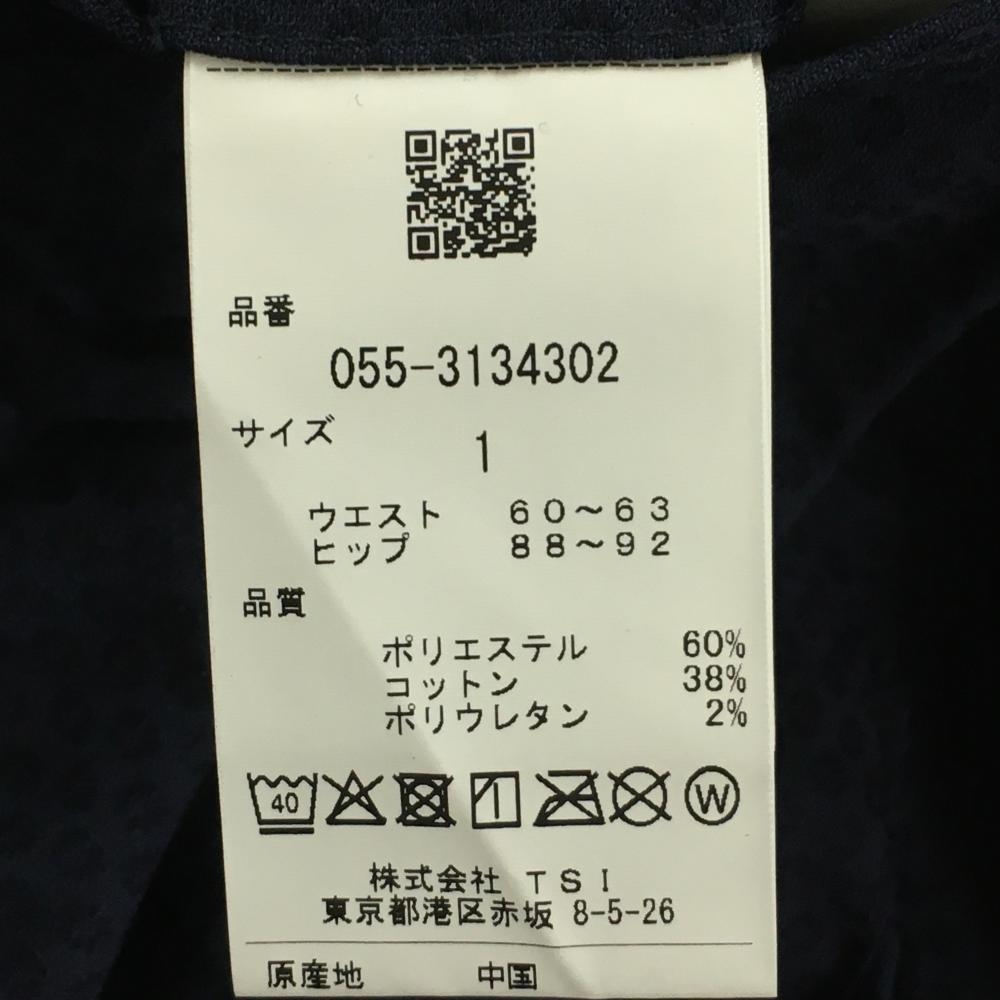 品番
055-3134302
サイズ
1
ウエスト 60～63
ヒップ 88～92
品質
ポリエステル 60%
コットン 38%
ポリウレタン 2%
40 W
株式会社 TSI
東京都港区赤坂 8-5-26
原産地 中国